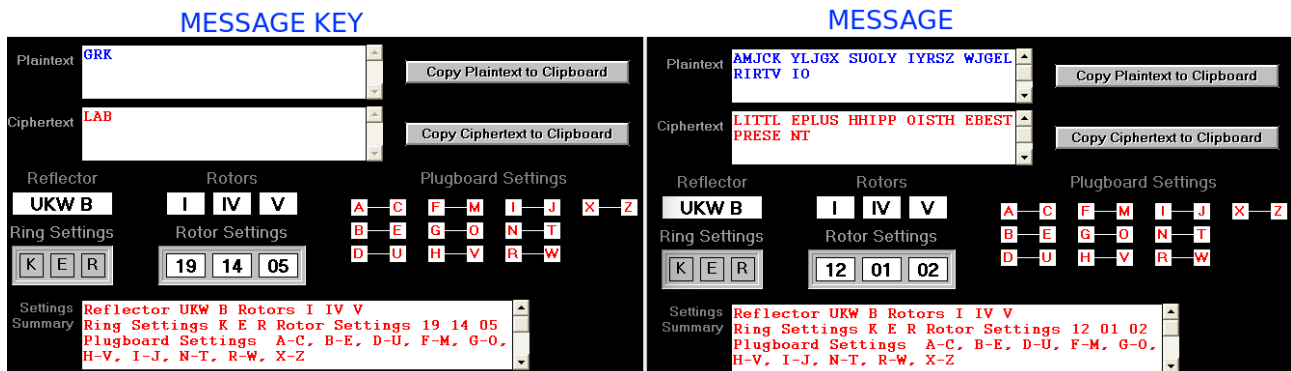 MESSAGE KEY
Plaintext
GRK
Copy Plaintext to Clipboard
Ciphertext
LAB
Copy Ciphertext to Clipboard
Reflector
UKW B
Rotors
I IV V
Plugboard Settings
A—C F—M I—J X—Z
B—E G—O N—T
D—U H—V R—W
Ring Settings
K E R
Rotor Settings
19 14 05
Settings Summary
Reflector UKW B Rotors I IV V
Ring Settings K E R Rotor Settings 19 14 05
Plugboard Settings A-C, B-E, D-U, F-M, G-O,
H-V, I-J, N-T, R-W, X-Z
MESSAGE
Plaintext
AMJCK YLJGX SUOLY IYRSZ WJGEL
RIRTV IO
Copy Plaintext to Clipboard
Ciphertext
LITTL EPLUS HHIPP OISTH EBEST
PRESE NT
Copy Ciphertext to Clipboard
Reflector
UKW B
Rotors
I IV V
Plugboard Settings
A—C F—M I—J X—Z
B—E G—O N—T
D—U H—V R—W
Ring Settings
K E R
Rotor Settings
12 01 02
Settings Summary
Reflector UKW B Rotors I IV V
Ring Settings K E R Rotor Settings 12 01 02
Plugboard Settings A-C, B-E, D-U, F-M, G-O,
H-V, I-J, N-T, R-W, X-Z